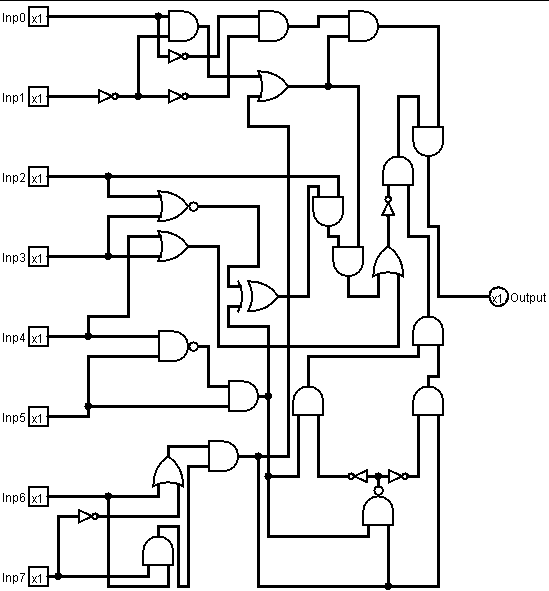 Inp0 x1
Inp1 x1
Inp2 x1
Inp3 x1
x1 Output
Inp4 x1
Inp5 x1
Inp6 x1
Inp7 x1